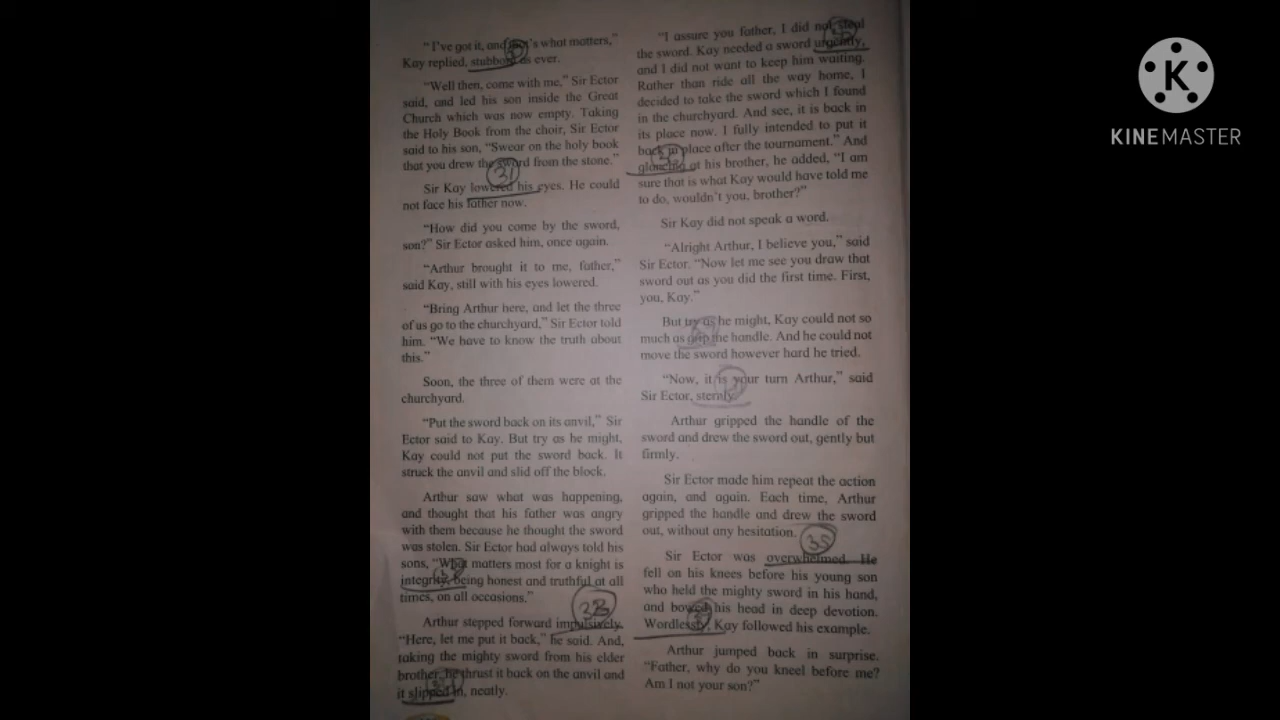 "I've got it, and that's what matters,"
Kay replied, stubborn as ever.
"Well then, come with me," Sir Ector
said, and led his son inside the Great
Church which was now empty. Taking
the Holy Book from the choir, Sir Ector
said to his son, "Swear on the holy book
that you drew the sword from the stone."
31
Sir Kay lowered his eyes. He could
not face his father now.
"How did you come by the sword,
son?" Sir Ector asked him, once again.
"Arthur brought it to me, father,"
said Kay, still with his eyes lowered.
"Bring Arthur here, and let the three
of us go to the churchyard," Sir Ector told
him. "We have to know the truth about
this."
Soon, the three of them were at the
churchyard.
"Put the sword back on its anvil," Sir
Ector said to Kay. But try as he might,
Kay could not put the sword back. It
struck the anvil and slid off the block.
Arthur saw what was happening,
and thought that his father was angry
with them because he thought the sword
was stolen. Sir Ector had always told his
sons, "What matters most for a knight is
integrity, being honest and truthful at all
times, on all occasions."
Arthur stepped forward impulsively.
"Here, let me put it back," he said. And,
taking the mighty sword from his elder
brother, he thrust it back on the anvil and
it slipped in, neatly.
"I assure you father, I did not steal
the sword. Kay needed a sword urgently,
and I did not want to keep him waiting.
Rather than ride all the way home, I
decided to take the sword which I found
in the churchyard. And see, it is back in
its place now. I fully intended to put it
back in place after the tournament." And
glancing at his brother, he added, "I am
sure that is what Kay would have told me
to do, wouldn't you, brother?"
Sir Kay did not speak a word.
"Alright Arthur, I believe you," said
Sir Ector. "Now let me see you draw that
sword out as you did the first time. First,
you, Kay."
But try as he might, Kay could not so
much as grip the handle. And he could not
move the sword however hard he tried.
"Now, it is your turn Arthur," said
Sir Ector, sternly.
Arthur gripped the handle of the
sword and drew the sword out, gently but
firmly.
Sir Ector made him repeat the action
again, and again. Each time, Arthur
gripped the handle and drew the sword
out, without any hesitation.
Sir Ector was overwhelmed. He
fell on his knees before his young son
who held the mighty sword in his hand,
and bowed his head in deep devotion.
Wordlessly, Kay followed his example.
Arthur jumped back in surprise.
"Father, why do you kneel before me?
Am I not your son?"
K
KINEMASTER